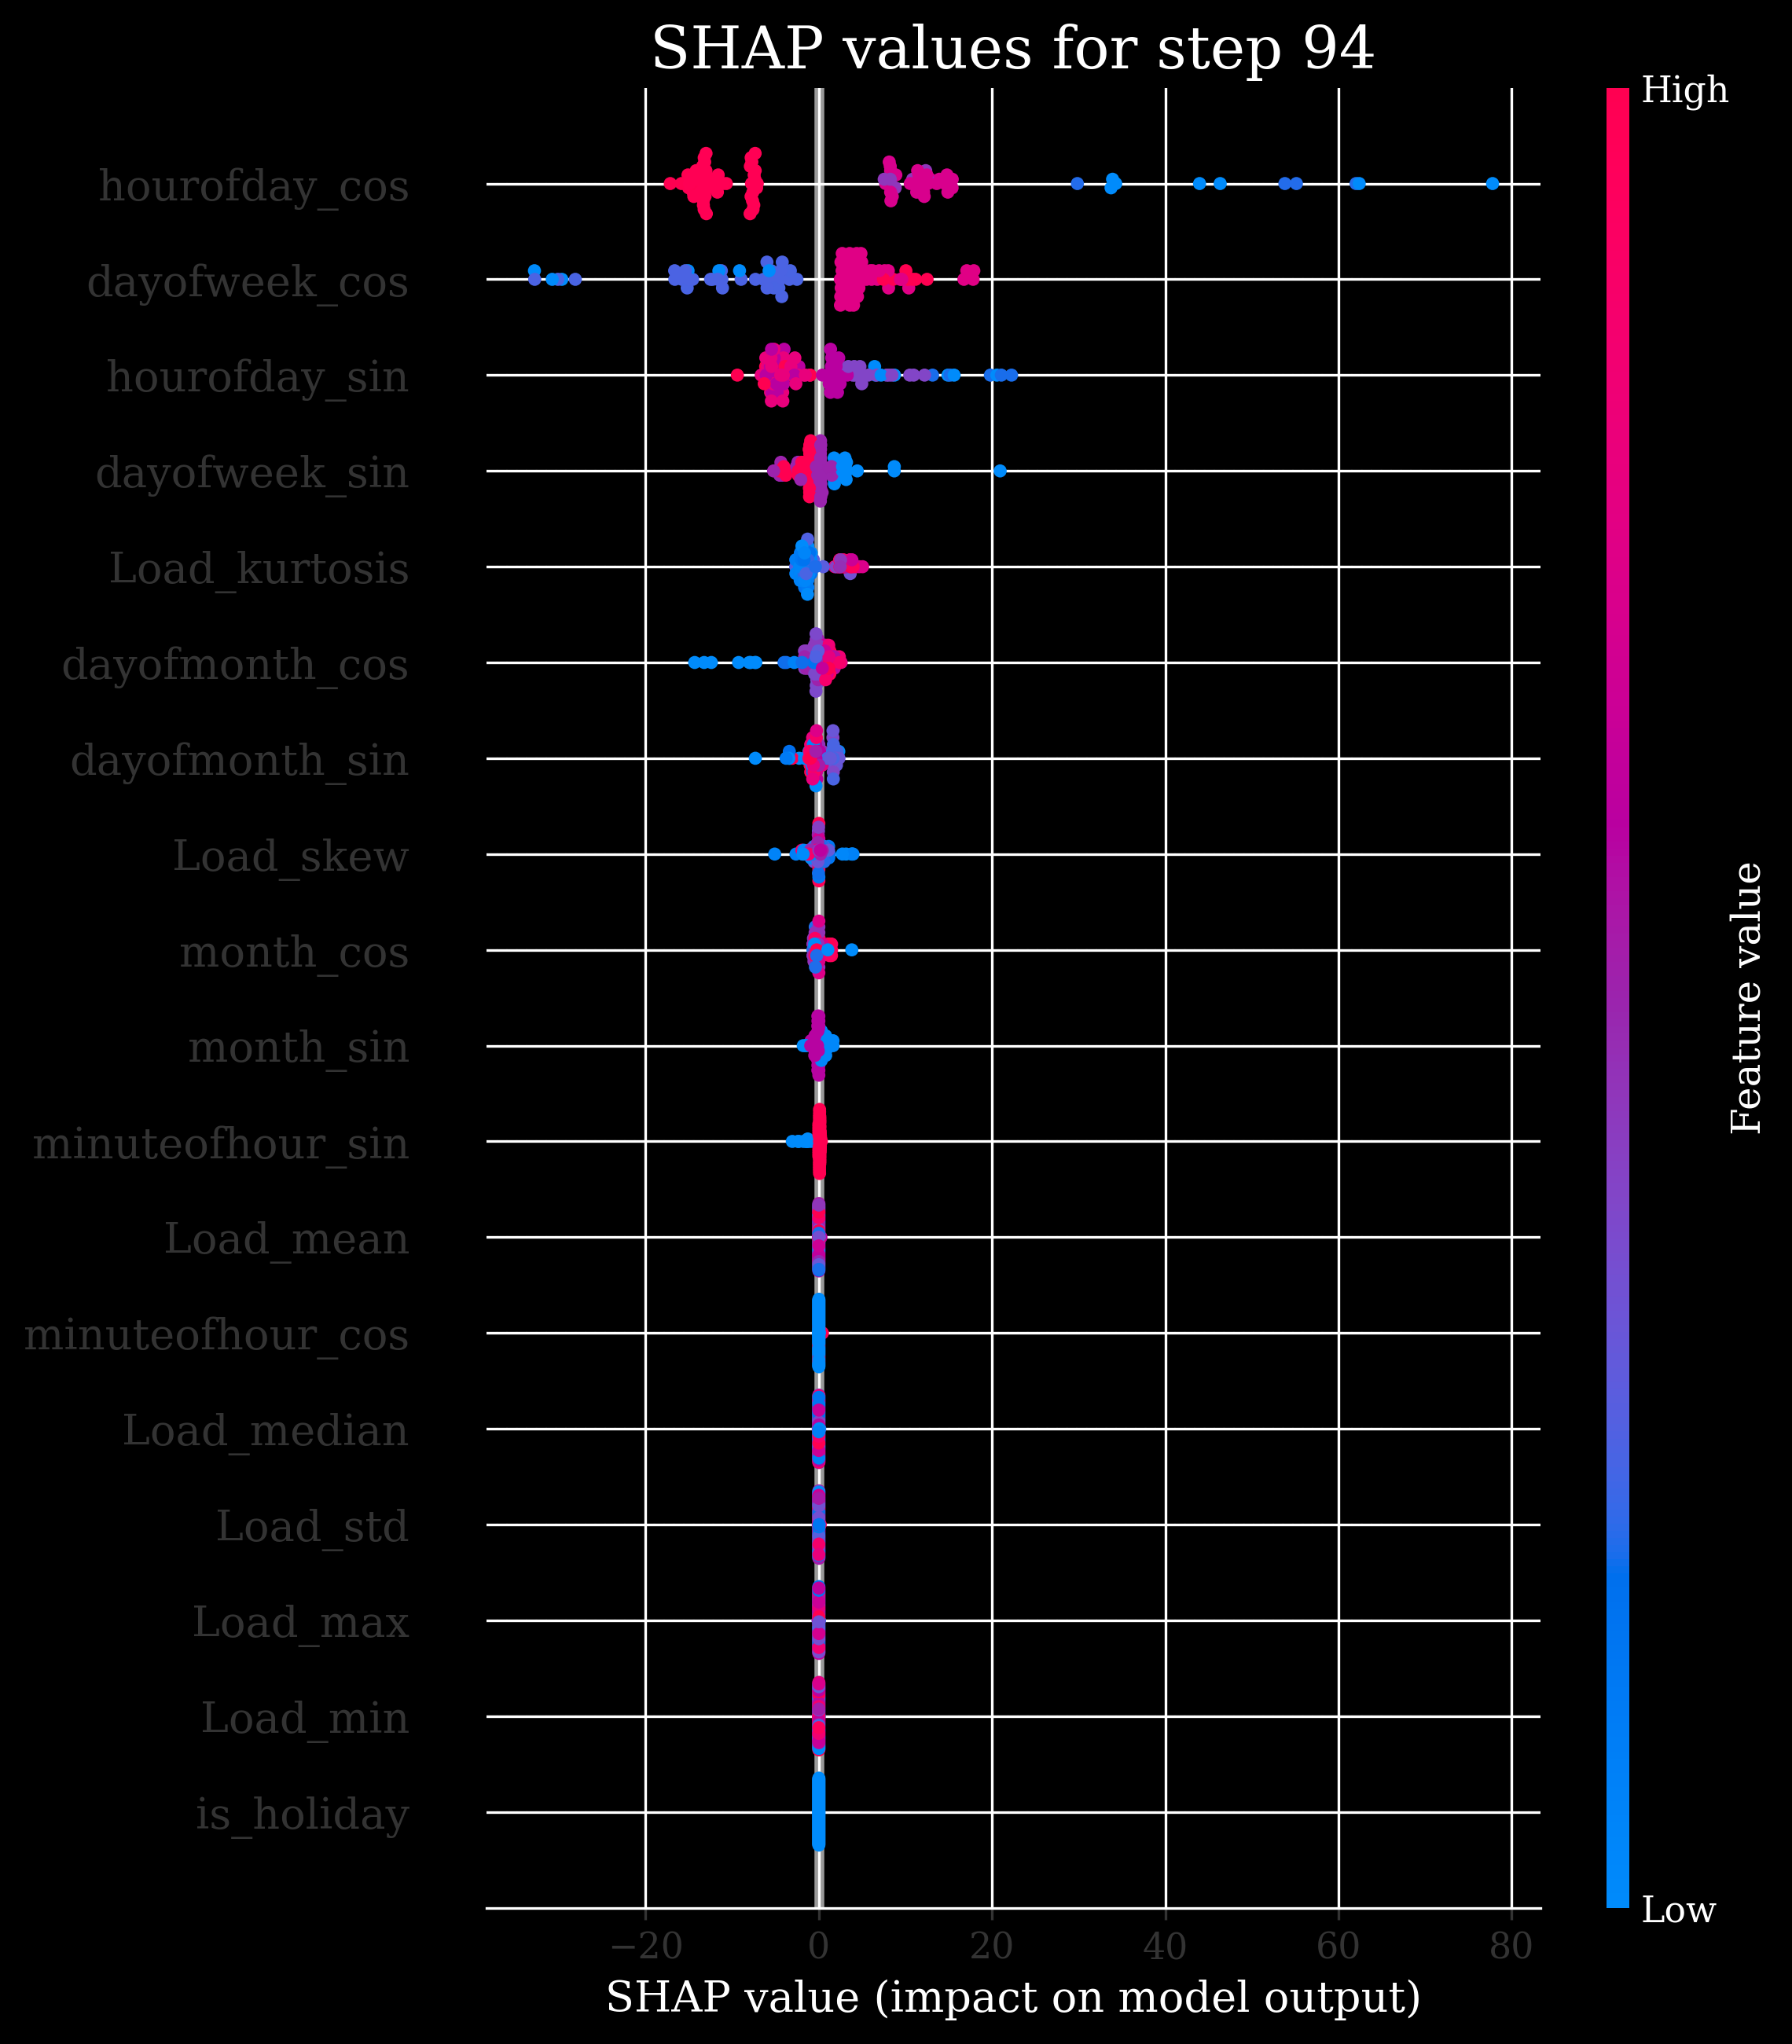 SHAP values for step 94
High
hourofday_cos
dayofweek_cos
hourofday_sin
dayofweek_sin
Load_kurtosis
dayofmonth_cos
dayofmonth_sin
Load_skew
month_cos
month_sin
minuteofhour_sin
Load_mean
minuteofhour_cos
Load_median
Load_std
Load_max
Load_min
is_holiday
Feature value
Low
−20 0 20 40 60 80
SHAP value (impact on model output)